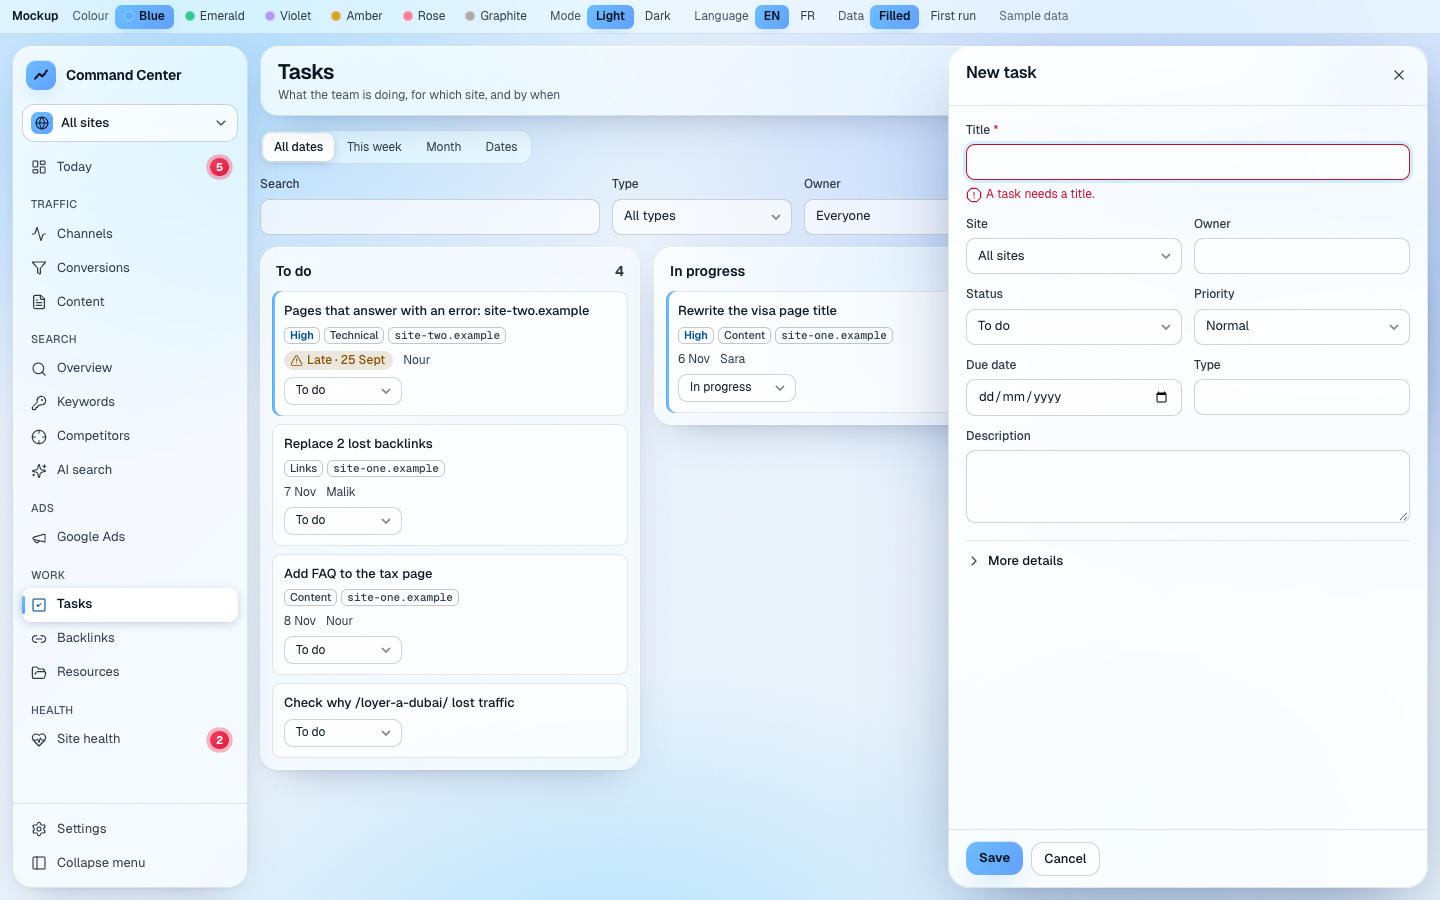 Mockup Colour Blue Emerald Violet Amber Rose Graphite Mode Light Dark Language EN FR Data Filled First run Sample data
Command Center
All sites
Today 5
TRAFFIC
Channels
Conversions
Content
SEARCH
Overview
Keywords
Competitors
AI search
ADS
Google Ads
WORK
Tasks
Backlinks
Resources
HEALTH
Site health 2
Settings
Collapse menu
Tasks
What the team is doing, for which site, and by when
All dates This week Month Dates
Search Type Owner
All types Everyone
To do 4
Pages that answer with an error: site-two.example
High Technical site-two.example
Late · 25 Sept Nour
To do
Replace 2 lost backlinks
Links site-one.example
7 Nov Malik
To do
Add FAQ to the tax page
Content site-one.example
8 Nov Nour
To do
Check why /loyer-a-dubai/ lost traffic
To do
In progress
Rewrite the visa page title
High Content site-one.example
6 Nov Sara
In progress
New task
Title *
A task needs a title.
Site Owner
All sites
Status Priority
To do Normal
Due date Type
dd/mm/yyyy
Description
More details
Save Cancel